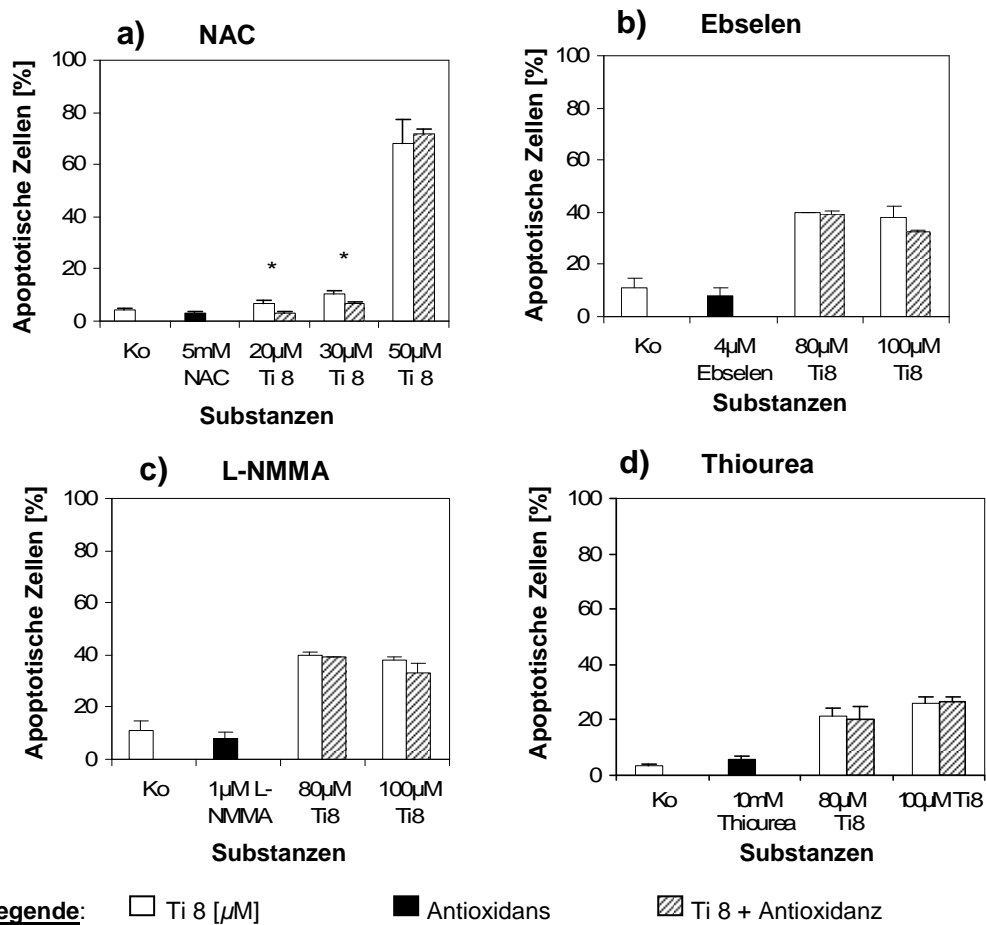 a) NAC
Apoptotische Zellen [%]
100
80
60
40
20
0
* *
Ko 5mM 20µM 30µM 50µM
NAC Ti 8 Ti 8 Ti 8
Substanzen
b) Ebselen
Apoptotische Zellen [%]
100
80
60
40
20
0
Ko 4µM 80µM 100µM
Ebselen Ti8 Ti8
Substanzen
c) L-NMMA
Apoptotische Zellen [%]
100
80
60
40
20
0
Ko 1µM L- 80µM 100µM
NMMA Ti8 Ti8
Substanzen
d) Thiourea
Apoptotische Zellen [%]
100
80
60
40
20
0
Ko 10mM 80µM 100µM Ti8
Thiourea Ti8
Substanzen
egende: Ti 8 [µM] Antioxidans Ti 8 + Antioxidanz